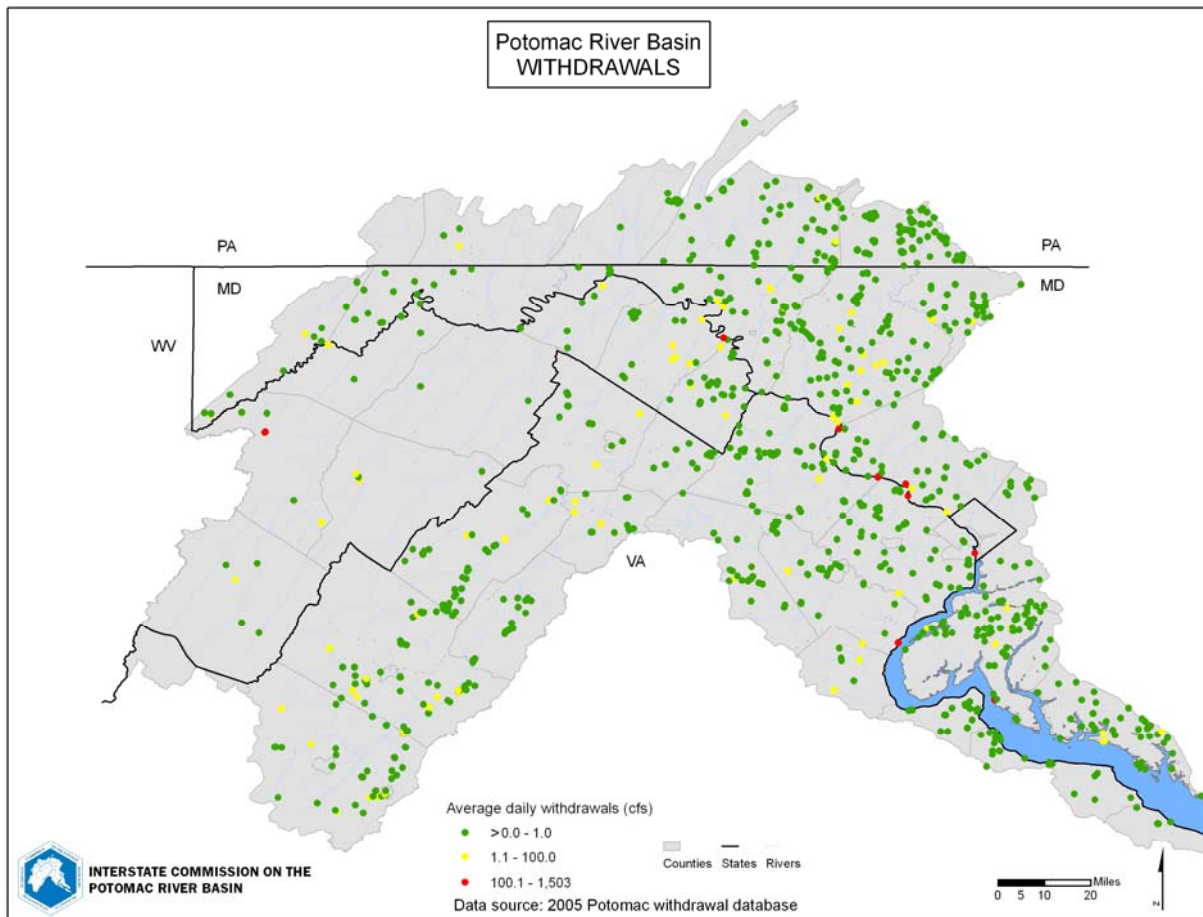 Potomac River Basin
WITHDRAWALS
PA
PA
MD
MD
WV
VA
Average daily withdrawals (cfs)
>0.0 - 1.0
1.1 - 100.0
100.1 - 1,503
Counties States Rivers
Data source: 2005 Potomac withdrawal database
INTERSTATE COMMISSION ON THE
POTOMAC RIVER BASIN
0 5 10 20 Miles
N